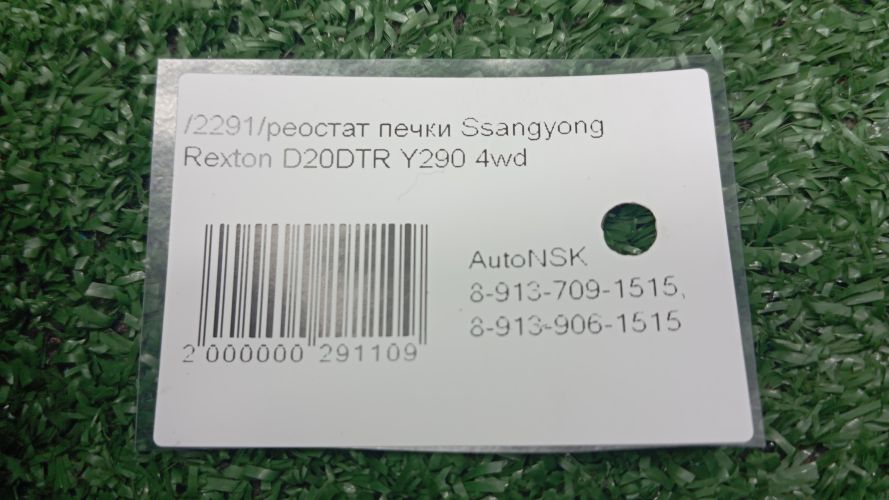 /2291/реостат печки Ssangyong
Rexton D20DTR Y290 4wd
AutoNSK
8-913-709-1515,
8-913-906-1515
2 000000 291109